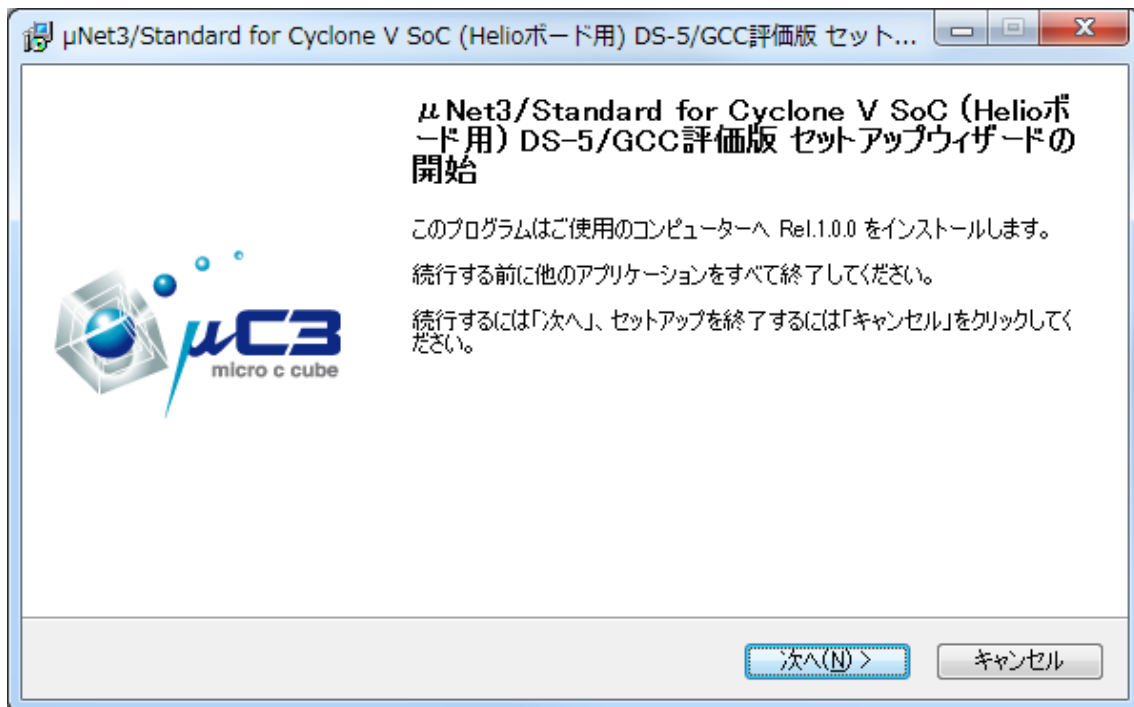 µNet3/Standard for Cyclone V SoC (Helioボード用) DS-5/GCC評価版 セット...
μNet3/Standard for Cyclone V SoC (Helioボ
ード用) DS-5/GCC評価版 セットアップウィザードの
開始
このプログラムはご使用のコンピューターへ Rel.1.0.0 をインストールします。
続行する前に他のアプリケーションをすべて終了してください。
続行するには「次へ」、セットアップを終了するには「キャンセル」をクリックしてく
ださい。
μC3
micro c cube
次へ(N) >
キャンセル